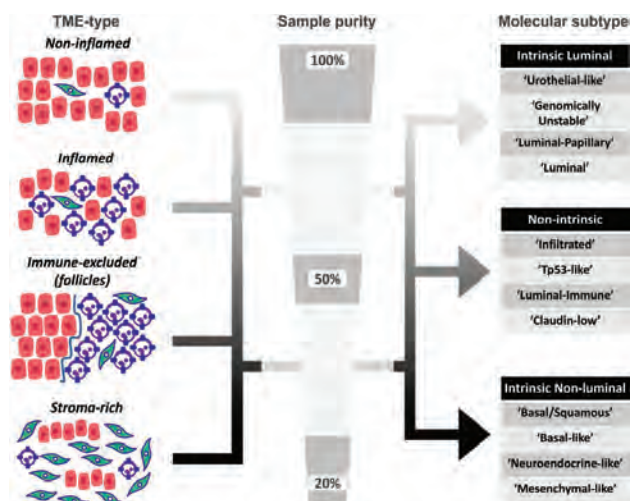 TME-type
Non-inflamed
Inflamed
Immune-excluded
(follicles)
Stroma-rich
Sample purity
100%
50%
20%
Molecular subtype
Intrinsic Luminal
‘Urothelial-like’
‘Genomically
Unstable’
‘Luminal-Papillary’
‘Luminal’
Non-intrinsic
‘Infiltrated’
‘Tp53-like’
‘Luminal-Immune’
‘Claudin-low’
Intrinsic Non-luminal
‘Basal/Squamous’
‘Basal-like’
‘Neuroendocrine-like’
‘Mesenchymal-like’